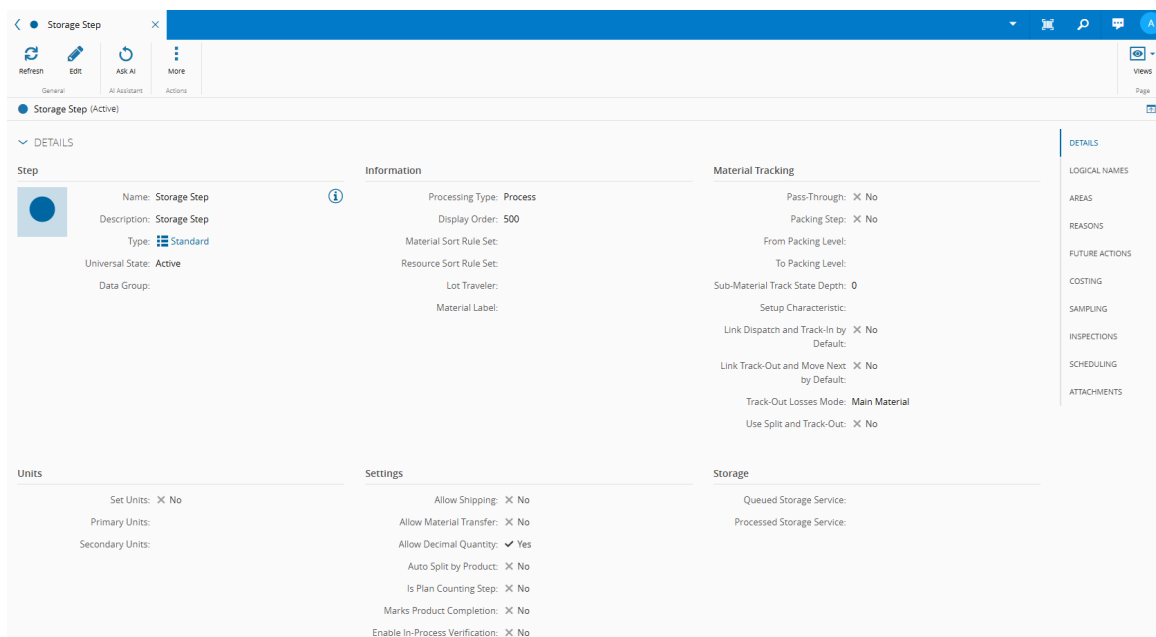 Storage Step
A
Refresh
Edit
Ask AI
More
Views
General
AI Assistant
Actions
Page
Storage Step (Active)
DETAILS
Step
Name: Storage Step
Description: Storage Step
Type: Standard
Universal State: Active
Data Group:
Information
Processing Type: Process
Display Order: 500
Material Sort Rule Set:
Resource Sort Rule Set:
Lot Traveler:
Material Label:
Material Tracking
Pass-Through: No
Packing Step: No
From Packing Level:
To Packing Level:
Sub-Material Track State Depth: 0
Setup Characteristic:
Link Dispatch and Track-In by No
Default:
Link Track-Out and Move Next No
by Default:
Track-Out Losses Mode: Main Material
Use Split and Track-Out: No
Units
Set Units: No
Primary Units:
Secondary Units:
Settings
Allow Shipping: No
Allow Material Transfer: No
Allow Decimal Quantity: Yes
Auto Split by Product: No
Is Plan Counting Step: No
Marks Product Completion: No
Enable In-Process Verification: No
Storage
Queued Storage Service:
Processed Storage Service:
DETAILS
LOGICAL NAMES
AREAS
REASONS
FUTURE ACTIONS
COSTING
SAMPLING
INSPECTIONS
SCHEDULING
ATTACHMENTS